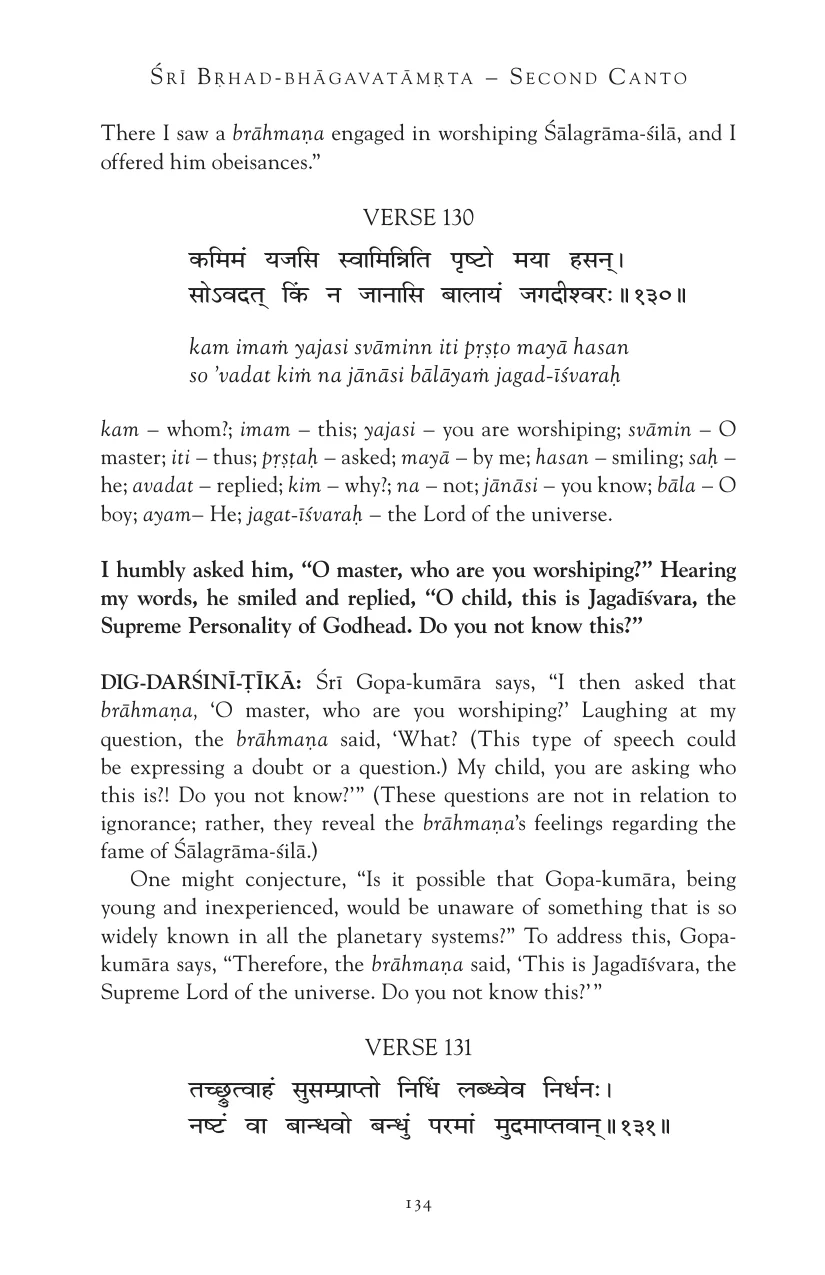 Śrī Bṛhad-bhāgavatāmṛta – Second Canto
There I saw a brāhmaṇa engaged in worshiping Śālagrāma-śilā, and I
offered him obeisances.”
VERSE 130
कमिमं यजसि स्वामिन्निति पृष्टो मया हसन्।
सोऽवदत् किं न जानासि बालायं जगदीश्वरः॥१३०॥
kam imaṁ yajasi svāminn iti pṛṣṭo mayā hasan
so ’vadat kiṁ na jānāsi bālāyaṁ jagad-īśvaraḥ
kam – whom?; imam – this; yajasi – you are worshiping; svāmin – O
master; iti – thus; pṛṣṭaḥ – asked; mayā – by me; hasan – smiling; saḥ –
he; avadat – replied; kim – why?; na – not; jānāsi – you know; bāla – O
boy; ayam– He; jagat-īśvaraḥ – the Lord of the universe.
I humbly asked him, “O master, who are you worshiping?” Hearing
my words, he smiled and replied, “O child, this is Jagadīśvara, the
Supreme Personality of Godhead. Do you not know this?”
DIG-DARŚINĪ-ṬĪKĀ: Śrī Gopa-kumāra says, “I then asked that
brāhmaṇa, ‘O master, who are you worshiping?’ Laughing at my
question, the brāhmaṇa said, ‘What? (This type of speech could
be expressing a doubt or a question.) My child, you are asking who
this is?! Do you not know?’” (These questions are not in relation to
ignorance; rather, they reveal the brāhmaṇa’s feelings regarding the
fame of Śālagrāma-śilā.)
One might conjecture, “Is it possible that Gopa-kumāra, being
young and inexperienced, would be unaware of something that is so
widely known in all the planetary systems?” To address this, Gopa-
kumāra says, “Therefore, the brāhmaṇa said, ‘This is Jagadīśvara, the
Supreme Lord of the universe. Do you not know this?’”
VERSE 131
तच्छ्रुत्वाहं सुसम्प्राप्तो निधिं लब्ध्वेव निर्धनः।
नष्टं वा बान्धवो बन्धुं परमां मुदमाप्तवान्॥१३१॥
134